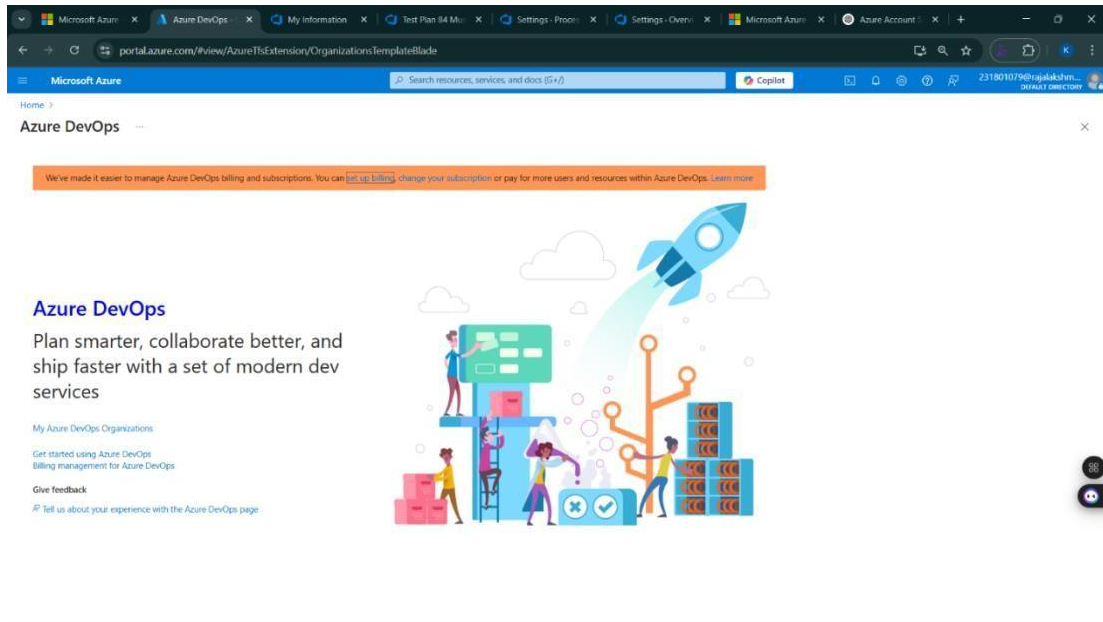 Microsoft Azure
Azure DevOps -
My Information
Test Plan 84 Mu
Settings - Proces
Settings - Overvi
Microsoft Azure
Azure Account S
portal.azure.com/#view/AzureTfsExtension/OrganizationsTemplateBlade
K
Microsoft Azure
Search resources, services, and docs (G+/)
Copilot
231801079@rajalakshm...
DEFAULT DIRECTORY
Home >
Azure DevOps ...
We've made it easier to manage Azure DevOps billing and subscriptions. You can set up billing, change your subscription or pay for more users and resources within Azure DevOps. Learn more
Azure DevOps
Plan smarter, collaborate better, and
ship faster with a set of modern dev
services
My Azure DevOps Organizations
Get started using Azure DevOps
Billing management for Azure DevOps
Give feedback
Tell us about your experience with the Azure DevOps page